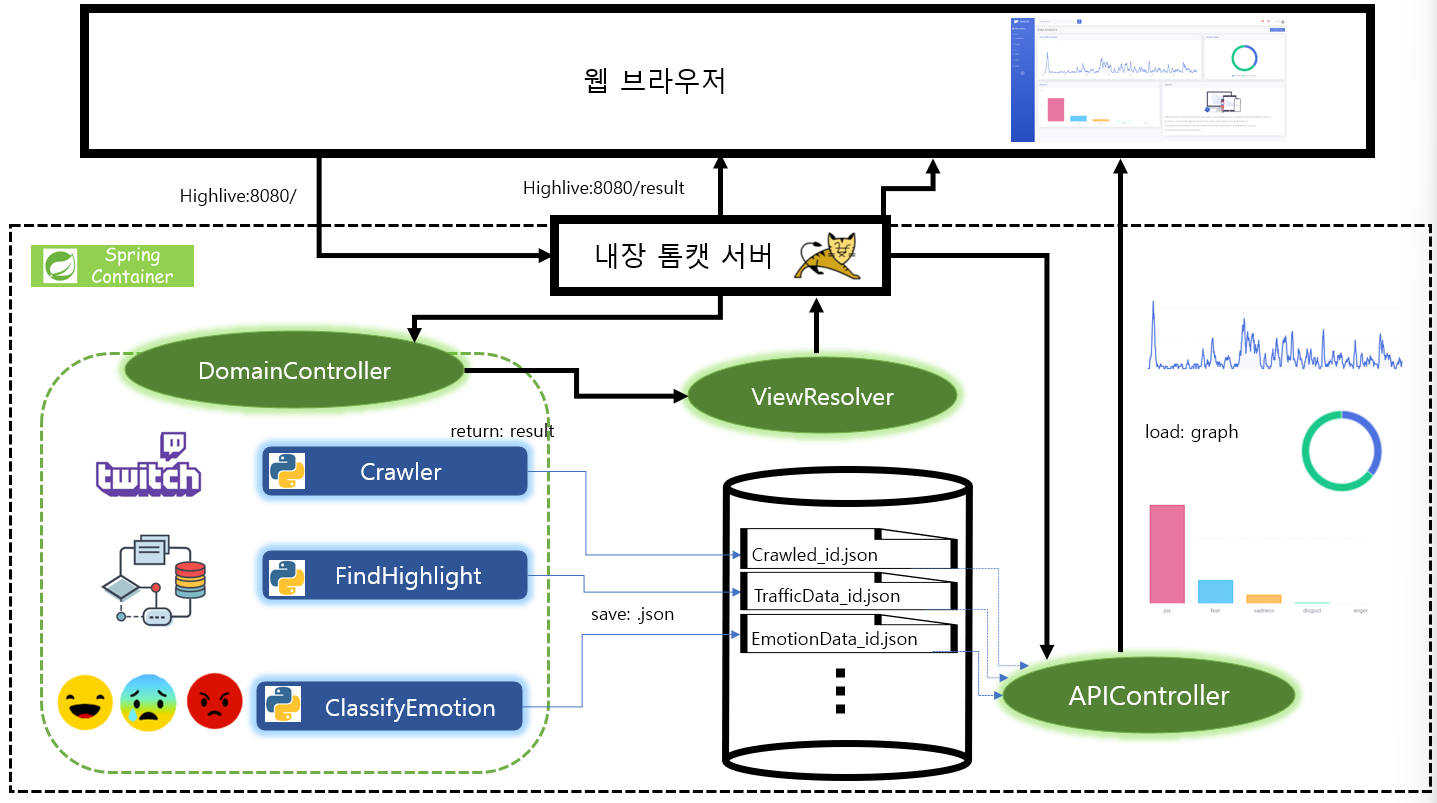 웹 브라우저
Highlive:8080/
Highlive:8080/result
Spring
Container
내장 톰캣 서버
DomainController
ViewResolver
return: result
twitch
Crawler
load: graph
Crawled_id.json
FindHighlight
TrafficData_id.json
save: .json
EmotionData_id.json
joy fear sadness disgust anger
ClassifyEmotion
APIController